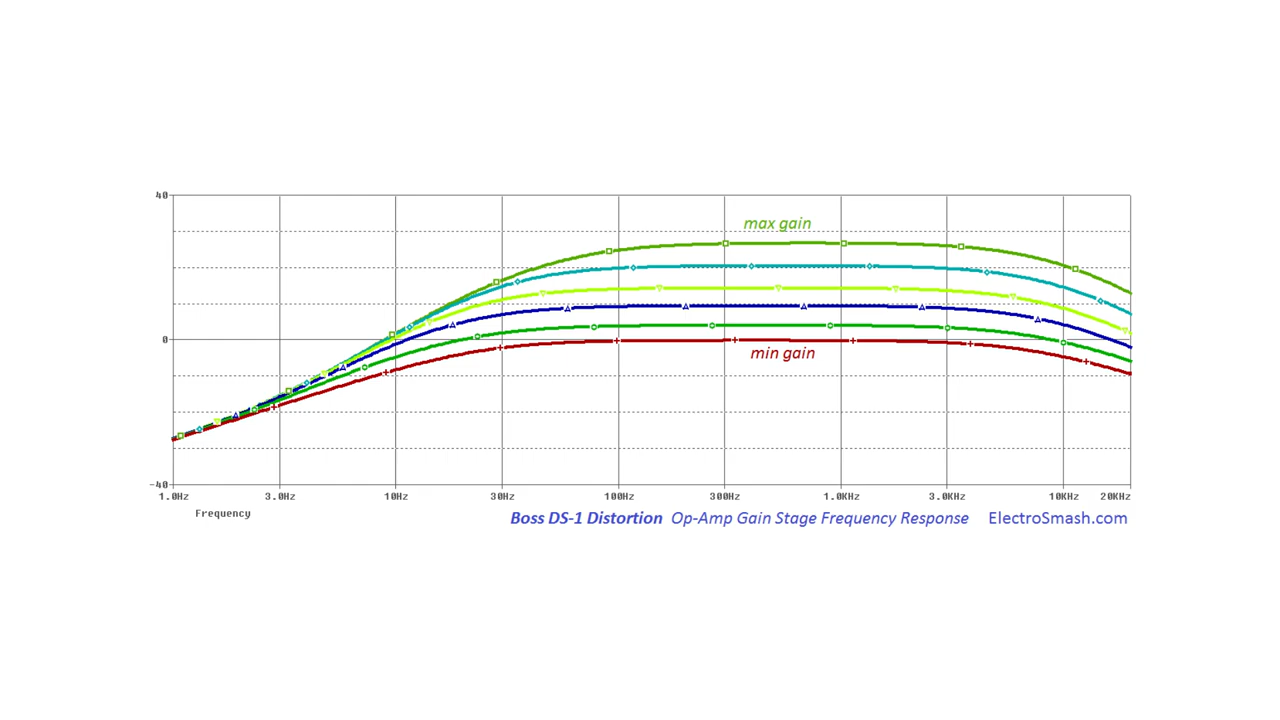 40
max gain
0
min gain
-40
1.0Hz 3.0Hz 10Hz 30Hz 100Hz 300Hz 1.0KHz 3.0KHz 10KHz 20KHz
Frequency
Boss DS-1 Distortion Op-Amp Gain Stage Frequency Response ElectroSmash.com